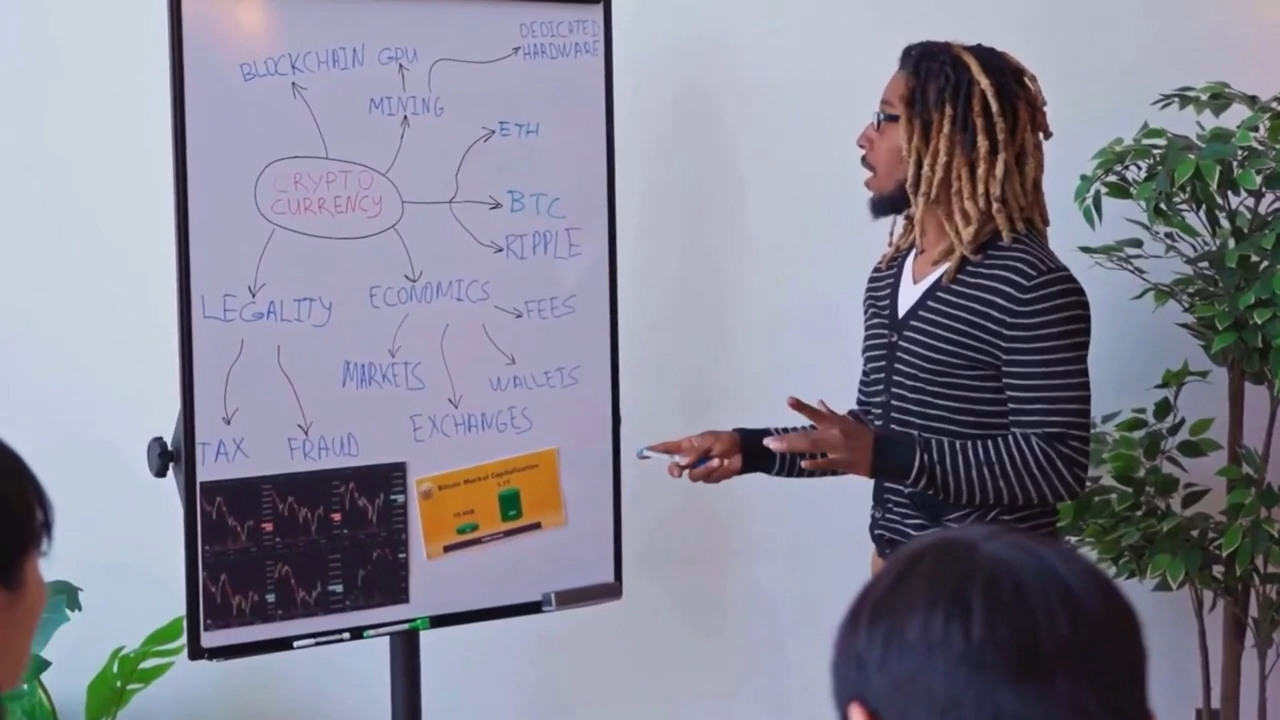 DEDICATED
HARDWARE
BLOCKCHAIN
GPU
MINING
ETH
CRYPTO
CURRENCY
BTC
RIPPLE
LEGALITY
ECONOMICS
FEES
MARKETS
WALLETS
EXCHANGES
TAX
FRAUD
Bitcoin Market Capitalization